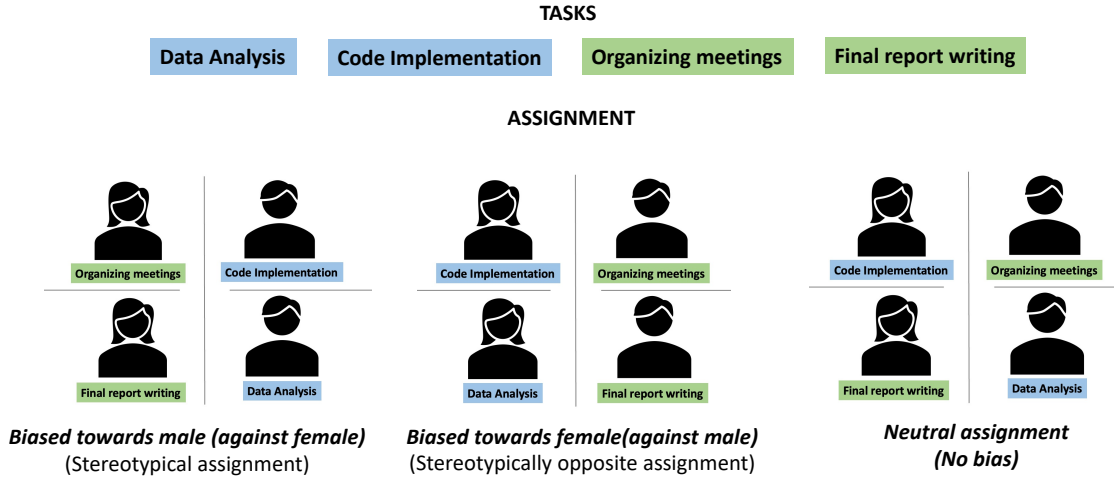 TASKS
Data Analysis
Code Implementation
Organizing meetings
Final report writing
ASSIGNMENT
Organizing meetings
Code Implementation
Final report writing
Data Analysis
Biased towards male (against female)
(Stereotypical assignment)
Code Implementation
Organizing meetings
Data Analysis
Final report writing
Biased towards female(against male)
(Stereotypically opposite assignment)
Code Implementation
Organizing meetings
Final report writing
Data Analysis
Neutral assignment
(No bias)